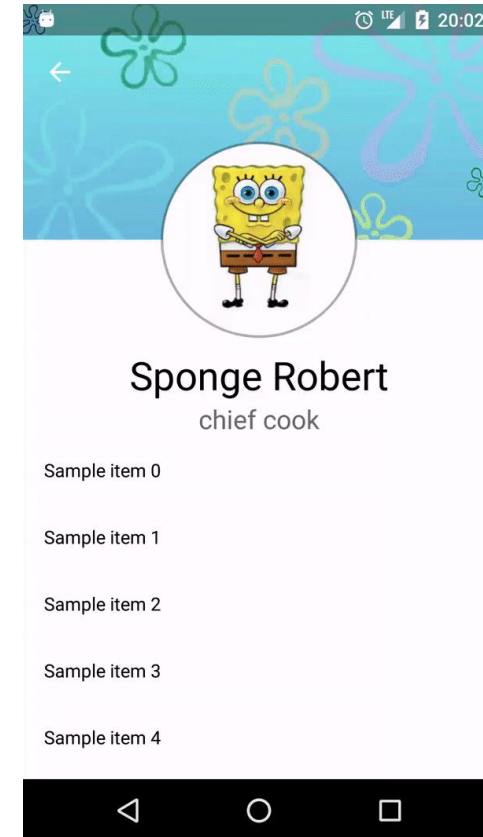 LTE 20:02
Sponge Robert
chief cook
Sample item 0
Sample item 1
Sample item 2
Sample item 3
Sample item 4